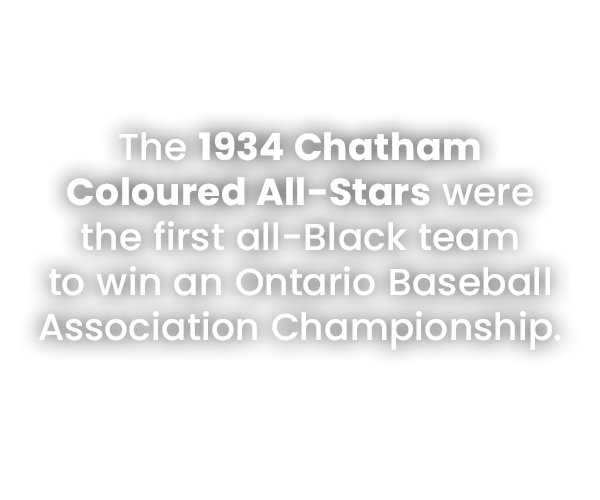 The 1934 Chatham
Coloured All-Stars were
the first all-Black team
to win an Ontario Baseball
Association Championship.